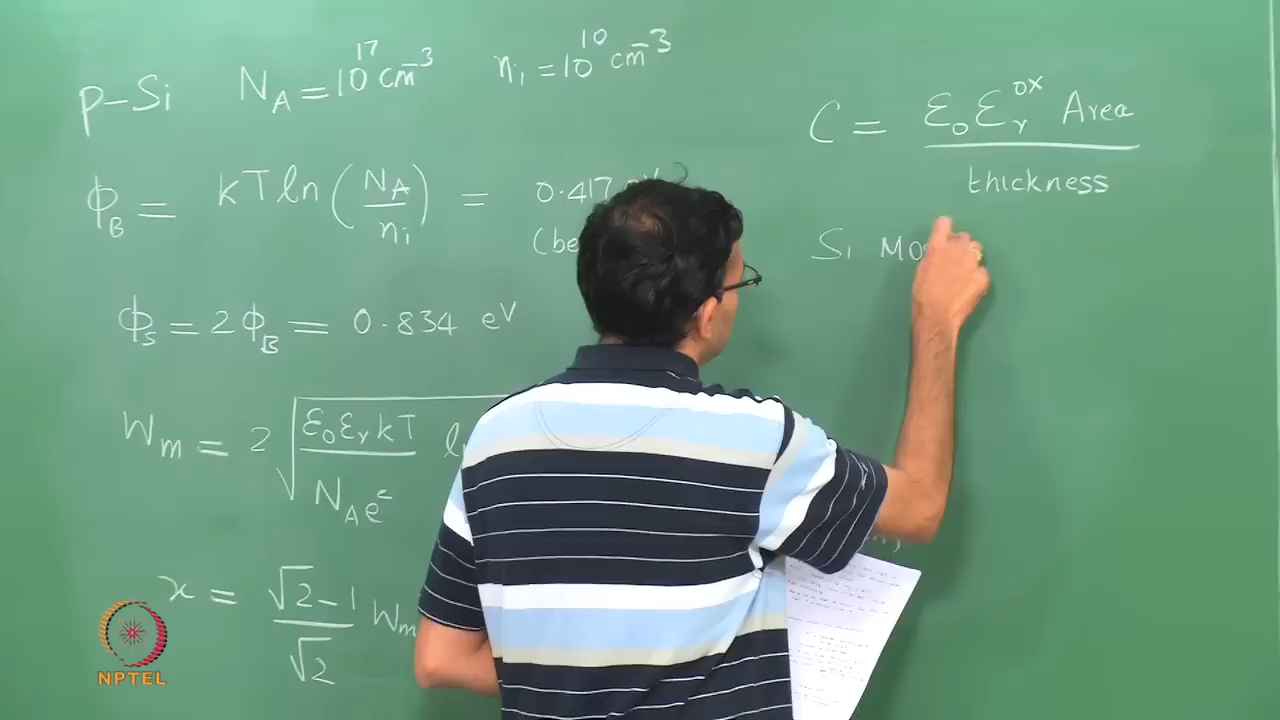 p-Si N_A = 10^17 cm^-3 n_i = 10^10 cm^-3
ϕ_B = kT ln (N_A / n_i) = 0.417
ϕ_s = 2ϕ_B = 0.834 eV
W_m = 2 √(ε_0 ε_r kT / N_A e^2)
x = (√2 - 1) / √2 W_m
C = ε_0 ε_r^ox Area / thickness
Si
NPTEL